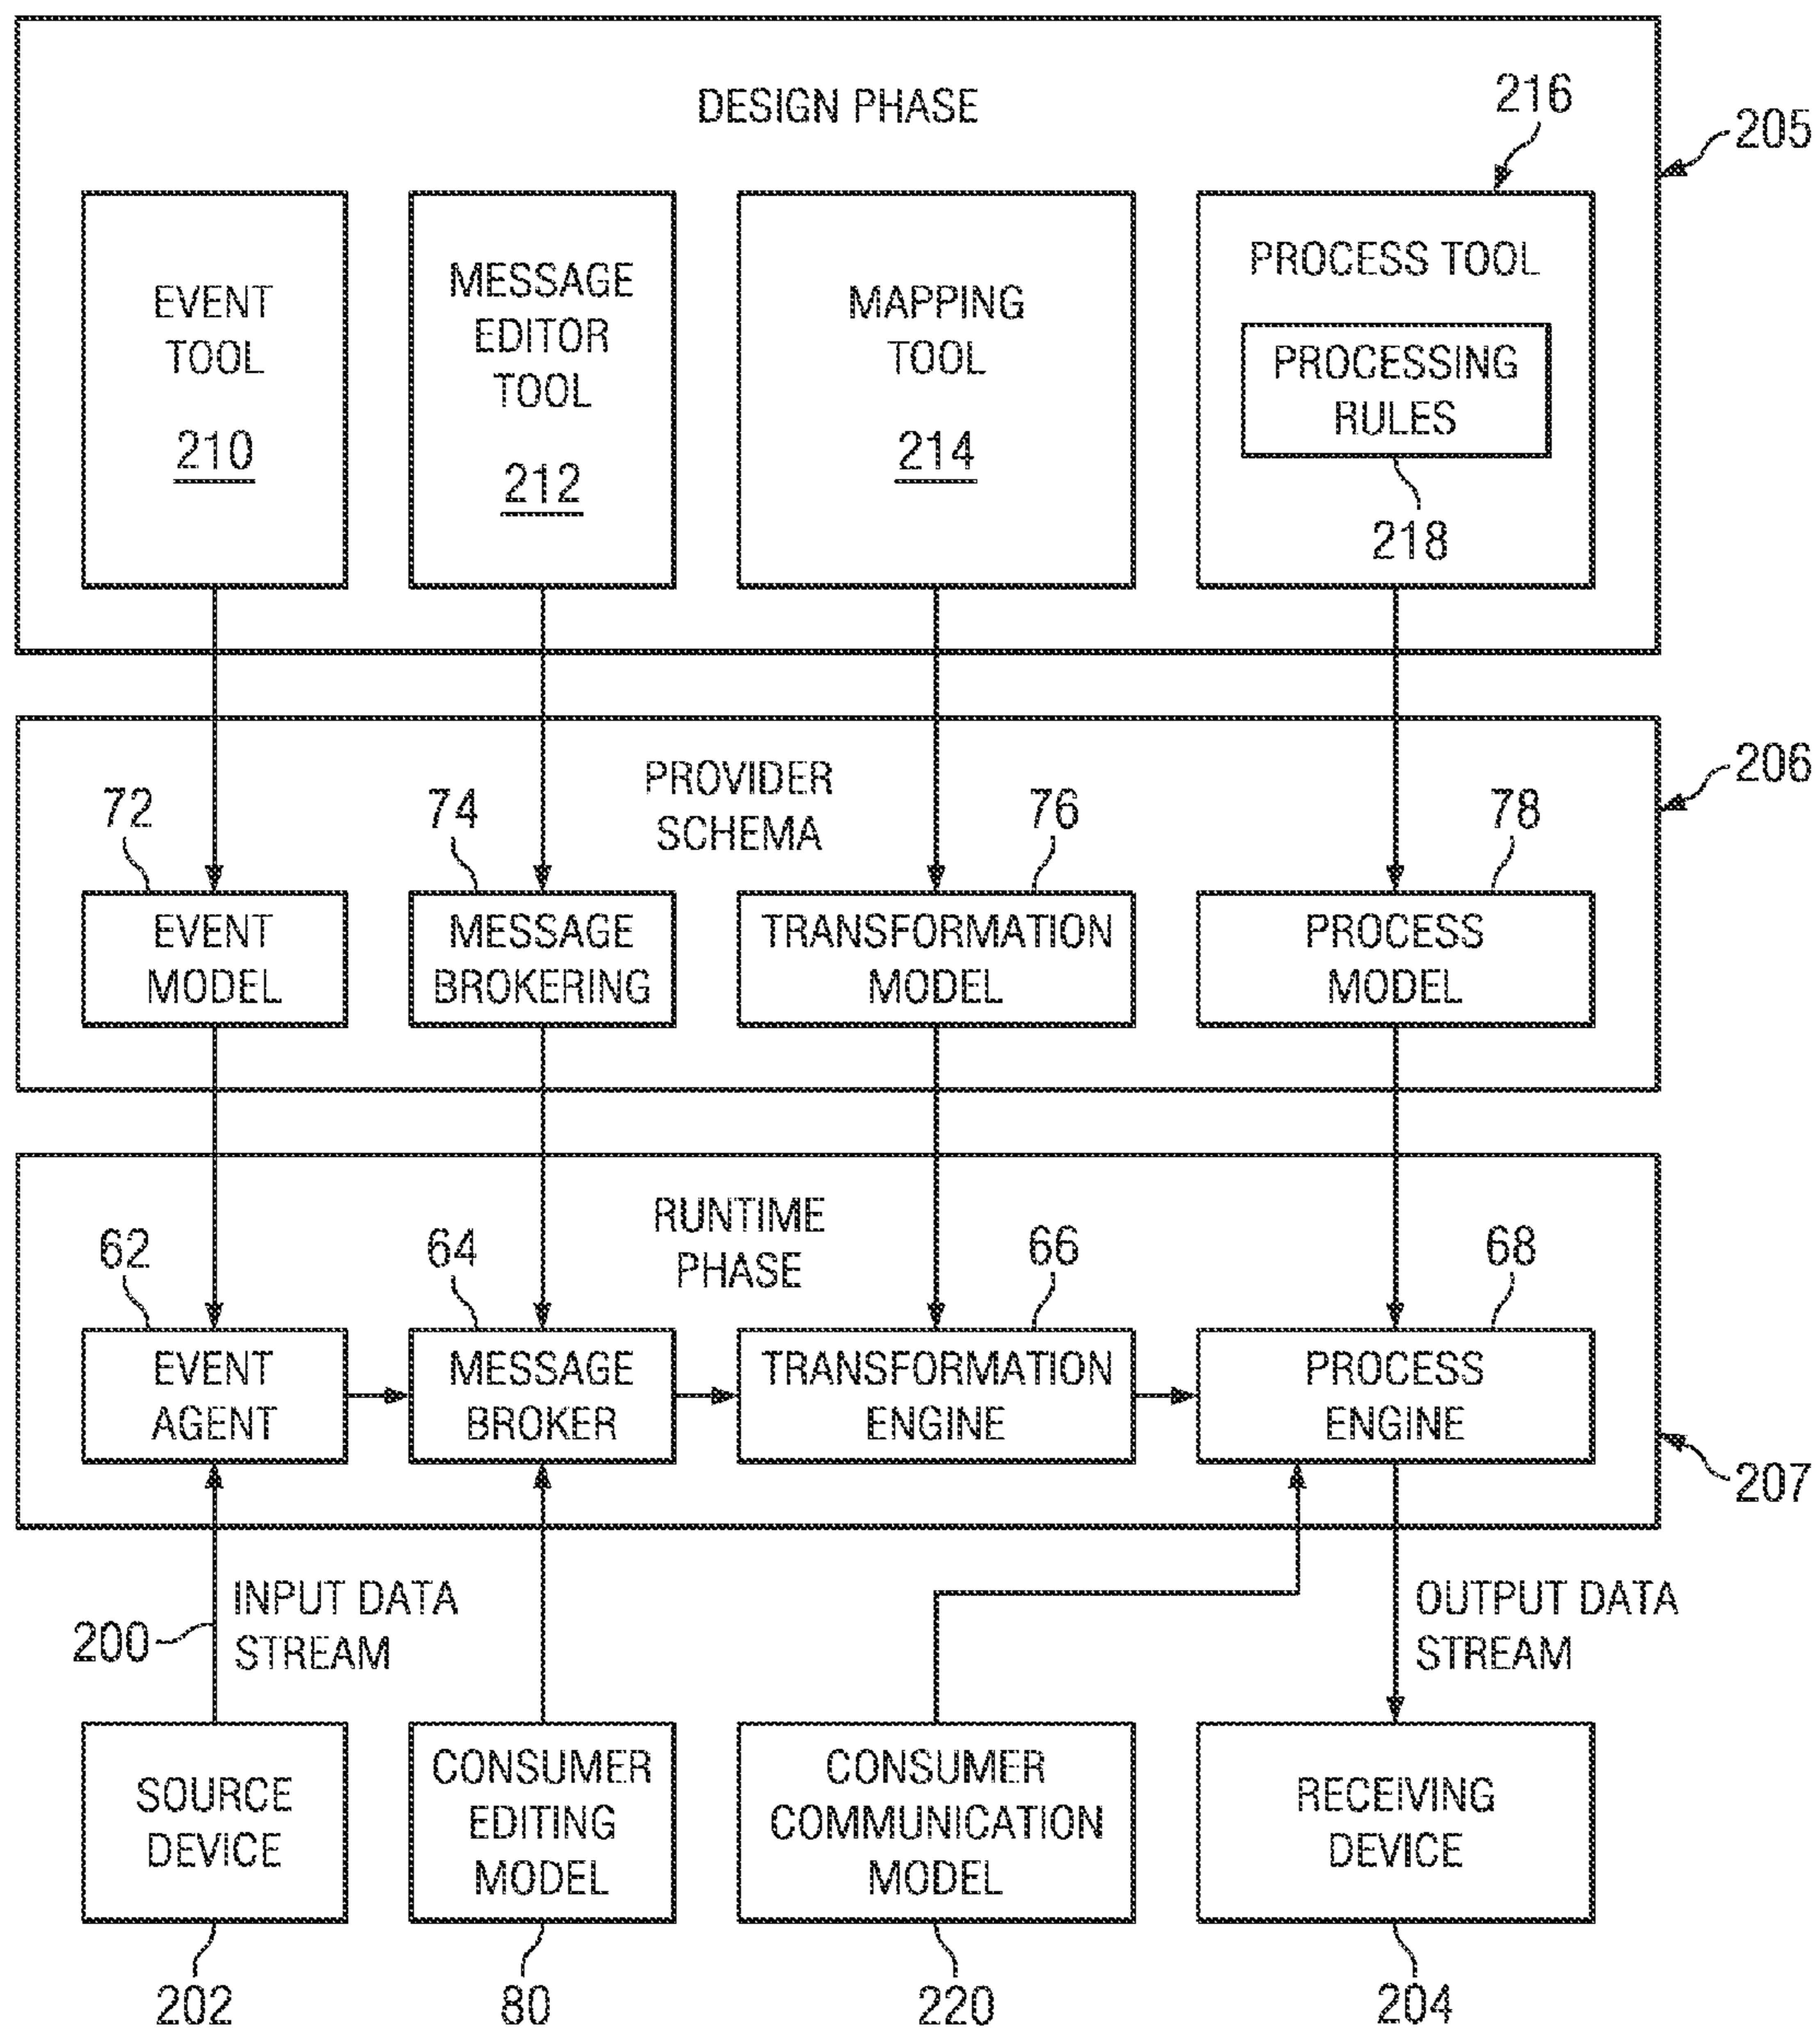 DESIGN PHASE
216
205
EVENT
TOOL
210
MESSAGE
EDITOR
TOOL
212
MAPPING
TOOL
214
PROCESS TOOL
PROCESSING
RULES
218
PROVIDER
SCHEMA
206
72
74
76
78
EVENT
MODEL
MESSAGE
BROKERING
TRANSFORMATION
MODEL
PROCESS
MODEL
RUNTIME
PHASE
62
64
66
68
EVENT
AGENT
MESSAGE
BROKER
TRANSFORMATION
ENGINE
PROCESS
ENGINE
207
INPUT DATA
STREAM
200
OUTPUT DATA
STREAM
SOURCE
DEVICE
CONSUMER
EDITING
MODEL
CONSUMER
COMMUNICATION
MODEL
RECEIVING
DEVICE
202
80
220
204